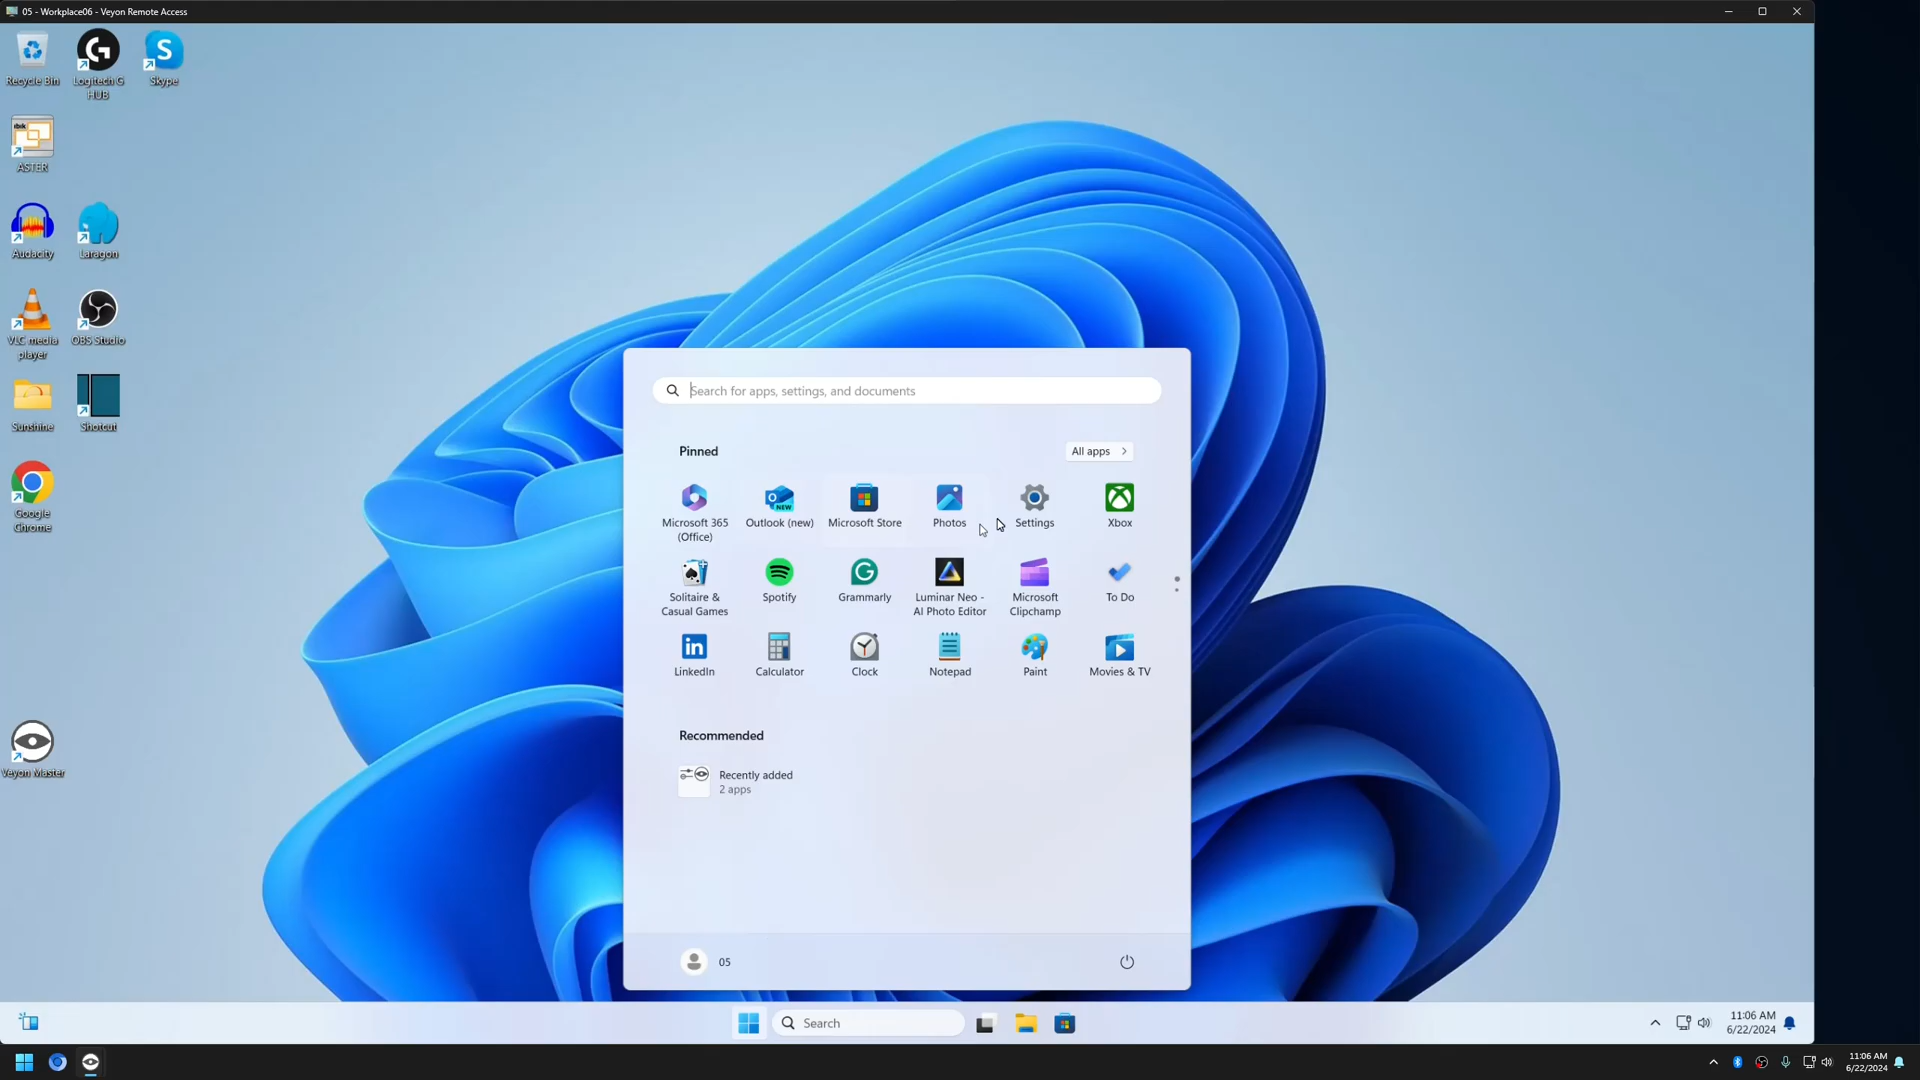 05 - Workplace06 - Veyon Remote Access
Recycle Bin
Logitech G
HUB
Skype
ibik
ASTER
Audacity
Laragon
VLC media
player
OBS Studio
Sunshine
Shotcut
Google
Chrome
Veyon Master
Search for apps, settings, and documents
Pinned
All apps
Microsoft 365
(Office)
Outlook (new)
Microsoft Store
Photos
Settings
Xbox
Solitaire &
Casual Games
Spotify
Grammarly
Luminar Neo -
AI Photo Editor
Microsoft
Clipchamp
To Do
LinkedIn
Calculator
Clock
Notepad
Paint
Movies & TV
Recommended
Recently added
2 apps
05
Search
11:06 AM
6/22/2024
11:06 AM
6/22/2024